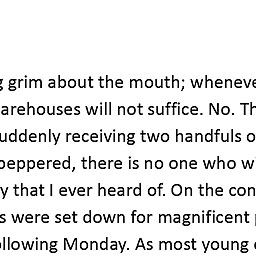 grim about the mouth; wheneve
arehouses will not suffice. No. Th
uddenly receiving two handfuls o
peppered, there is no one who w
y that I ever heard of. On the con
s were set down for magnificent
ollowing Monday. As most young